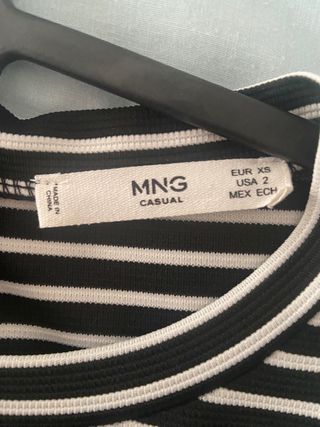 MADE IN
CHINA
MNG
CASUAL
EUR XS
USA 2
MEX ECH